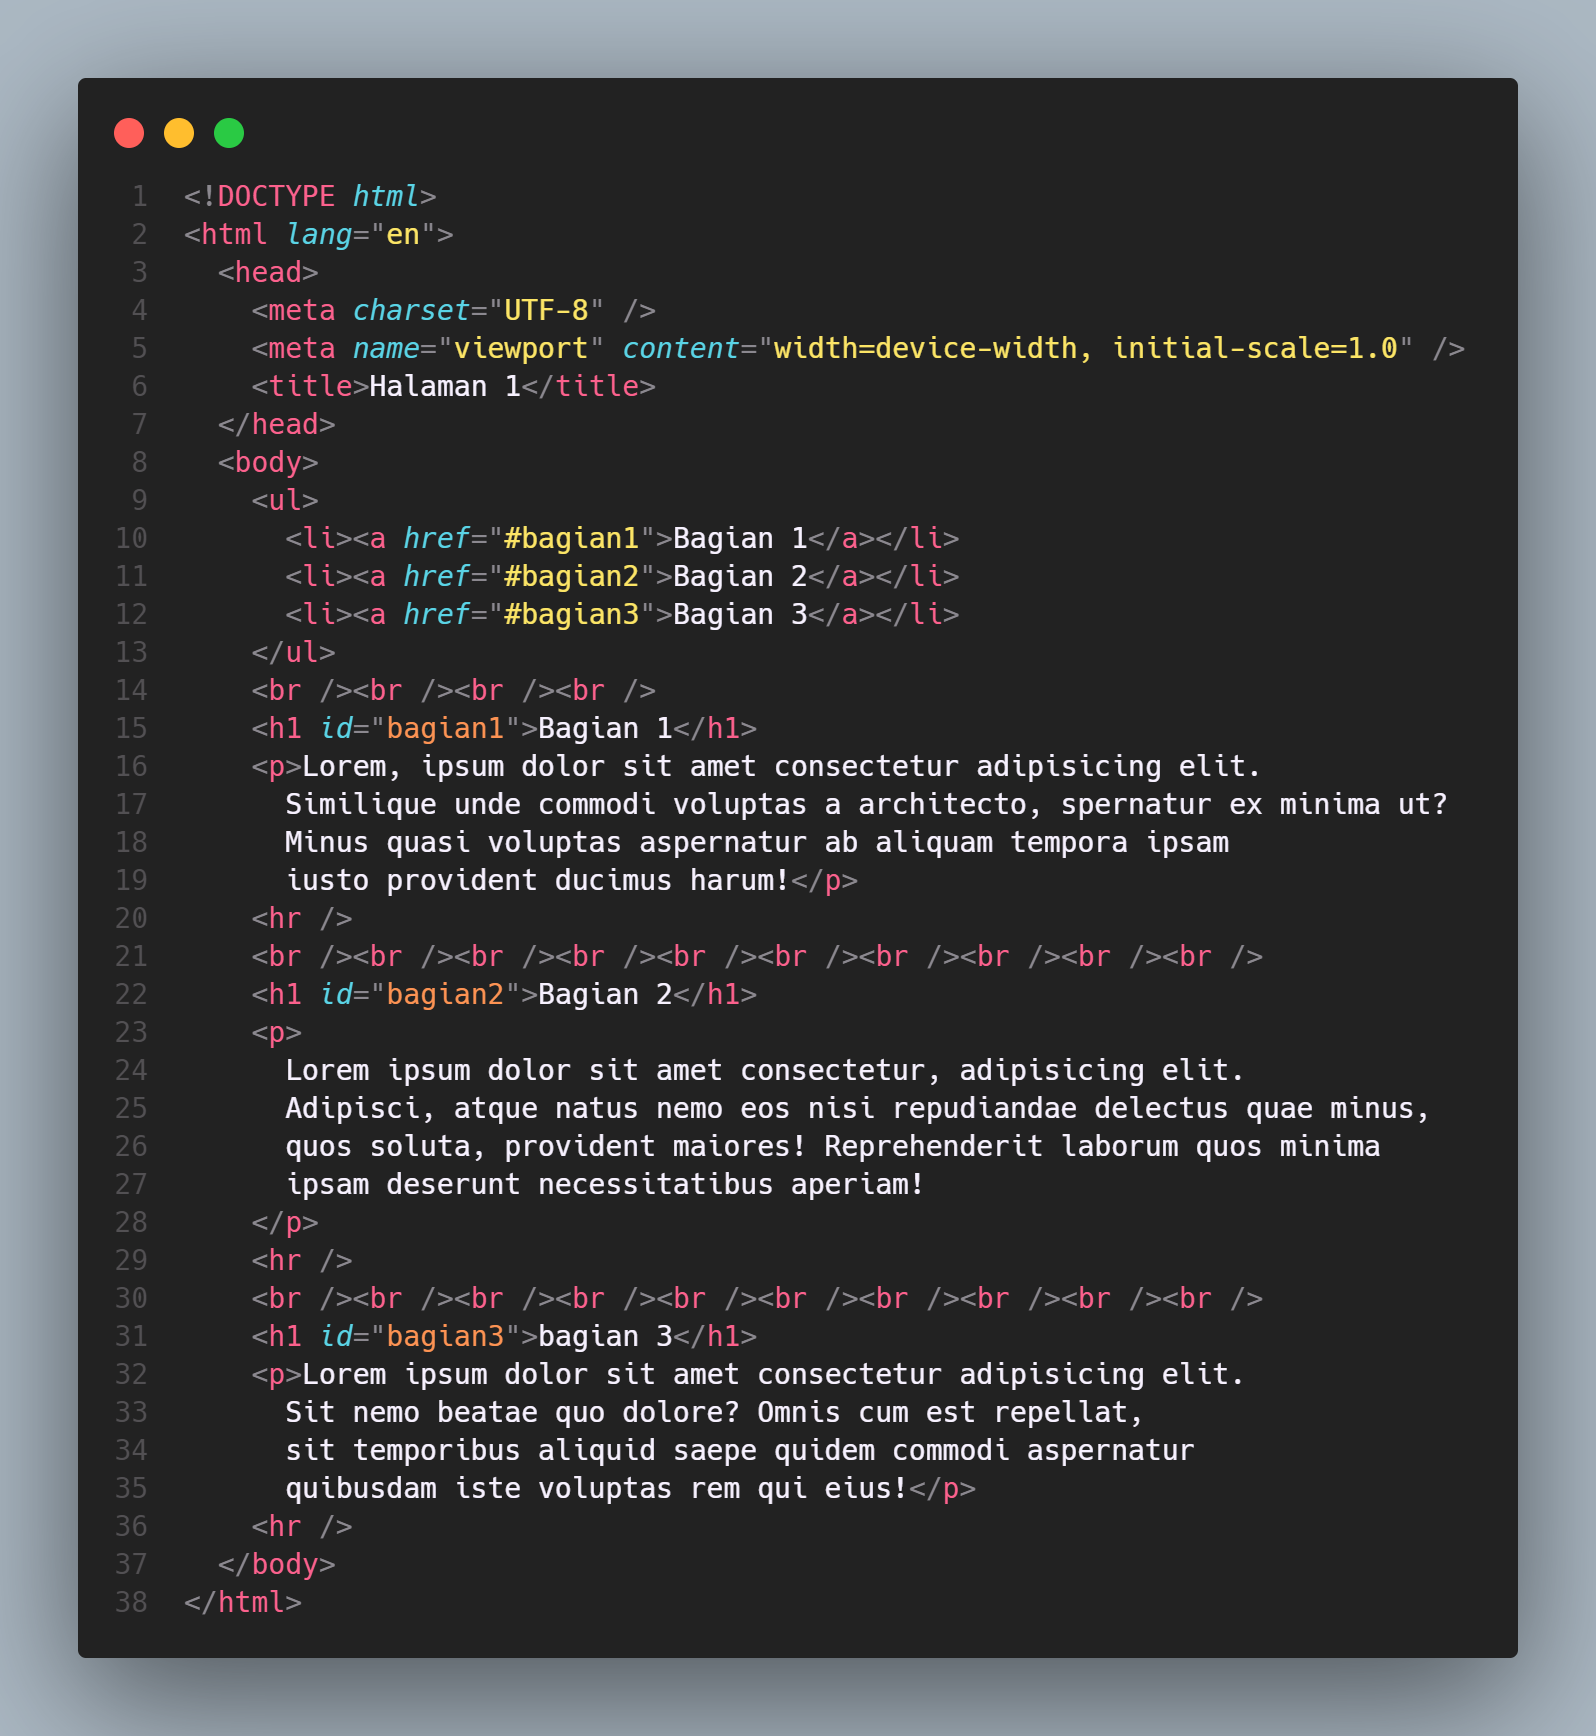 1 <!DOCTYPE html>
2 <html lang="en">
3   <head>
4     <meta charset="UTF-8" />
5     <meta name="viewport" content="width=device-width, initial-scale=1.0" />
6     <title>Halaman 1</title>
7   </head>
8   <body>
9     <ul>
10       <li><a href="#bagian1">Bagian 1</a></li>
11       <li><a href="#bagian2">Bagian 2</a></li>
12       <li><a href="#bagian3">Bagian 3</a></li>
13     </ul>
14     <br /><br /><br /><br />
15     <h1 id="bagian1">Bagian 1</h1>
16     <p>Lorem, ipsum dolor sit amet consectetur adipisicing elit.
17       Similique unde commodi voluptas a architecto, spernatur ex minima ut?
18       Minus quasi voluptas aspernatur ab aliquam tempora ipsam
19       iusto provident ducimus harum!</p>
20     <hr />
21     <br /><br /><br /><br /><br /><br /><br /><br /><br /><br />
22     <h1 id="bagian2">Bagian 2</h1>
23     <p>
24       Lorem ipsum dolor sit amet consectetur, adipisicing elit.
25       Adipisci, atque natus nemo eos nisi repudiandae delectus quae minus,
26       quos soluta, provident maiores! Reprehenderit laborum quos minima
27       ipsam deserunt necessitatibus aperiam!
28     </p>
29     <hr />
30     <br /><br /><br /><br /><br /><br /><br /><br /><br /><br />
31     <h1 id="bagian3">bagian 3</h1>
32     <p>Lorem ipsum dolor sit amet consectetur adipisicing elit.
33       Sit nemo beatae quo dolore? Omnis cum est repellat,
34       sit temporibus aliquid saepe quidem commodi aspernatur
35       quibusdam iste voluptas rem qui eius!</p>
36     <hr />
37   </body>
38 </html>